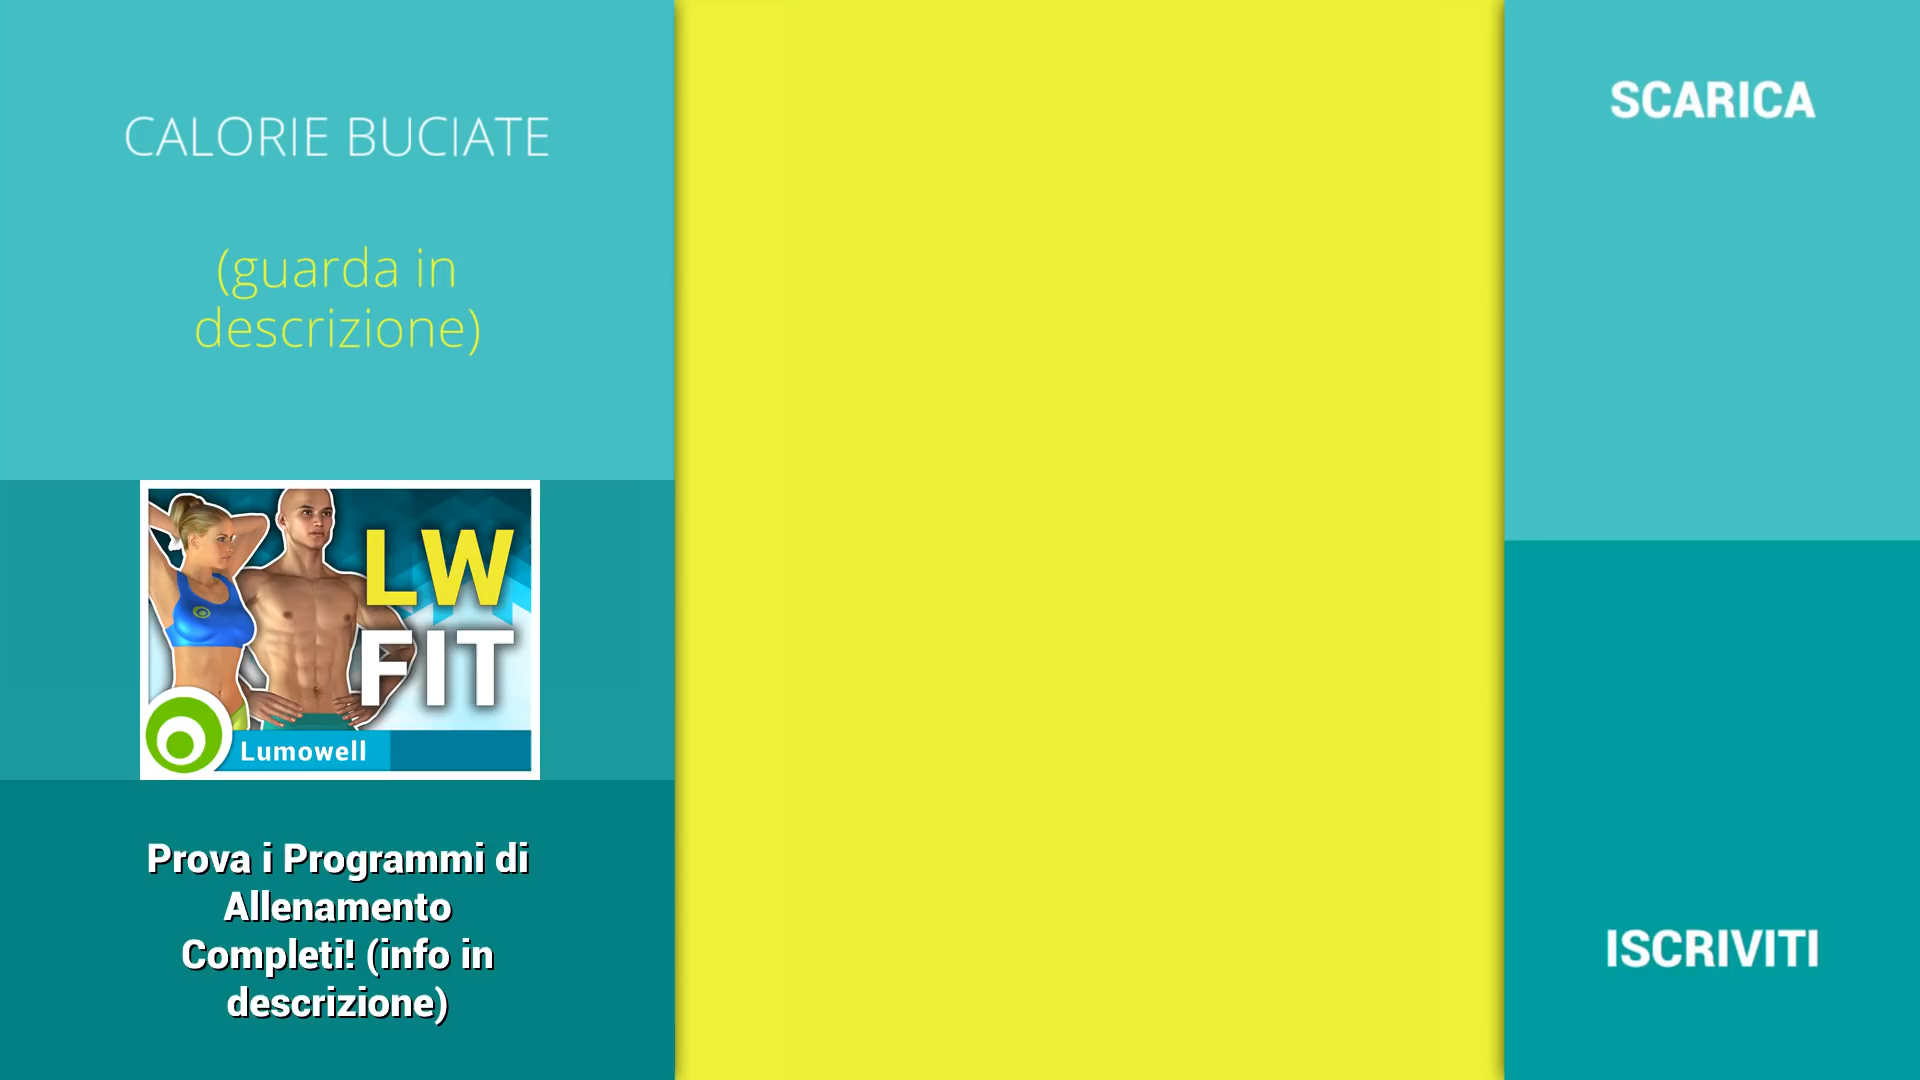 CALORIE BUCIATE
(guarda in
descrizione)
LW
FIT
Lumowell
Prova i Programmi di
Allenamento
Completi! (info in
descrizione)
SCARICA
ISCRIVITI